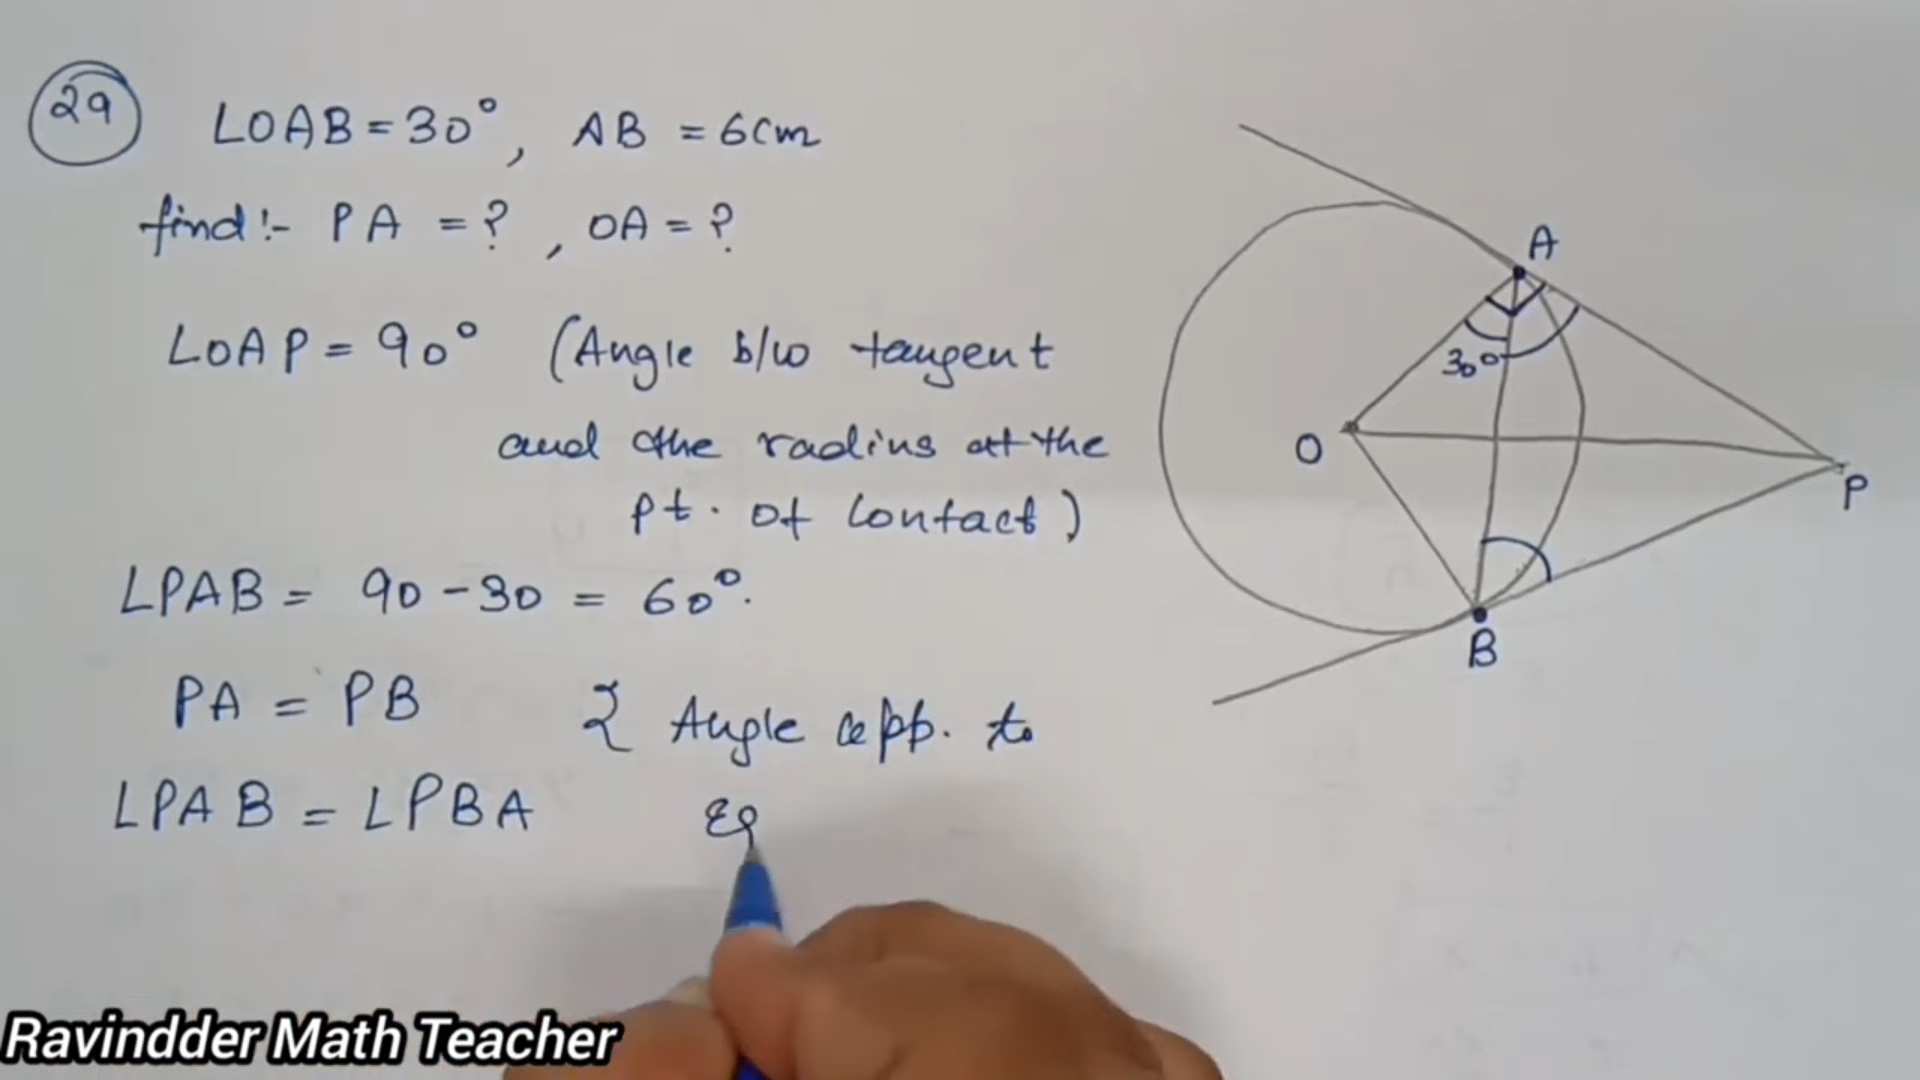 29
∠OAB = 30°, AB = 6cm
find :- PA = ?, OA = ?
∠OAP = 90° (Angle b/w tangent
and the radius at the
pt. of contact)
∠PAB = 90 - 30 = 60°.
PA = PB { Angle opp. to
∠PAB = ∠PBA Eq
A
30°
O
P
B
Ravindder Math Teacher